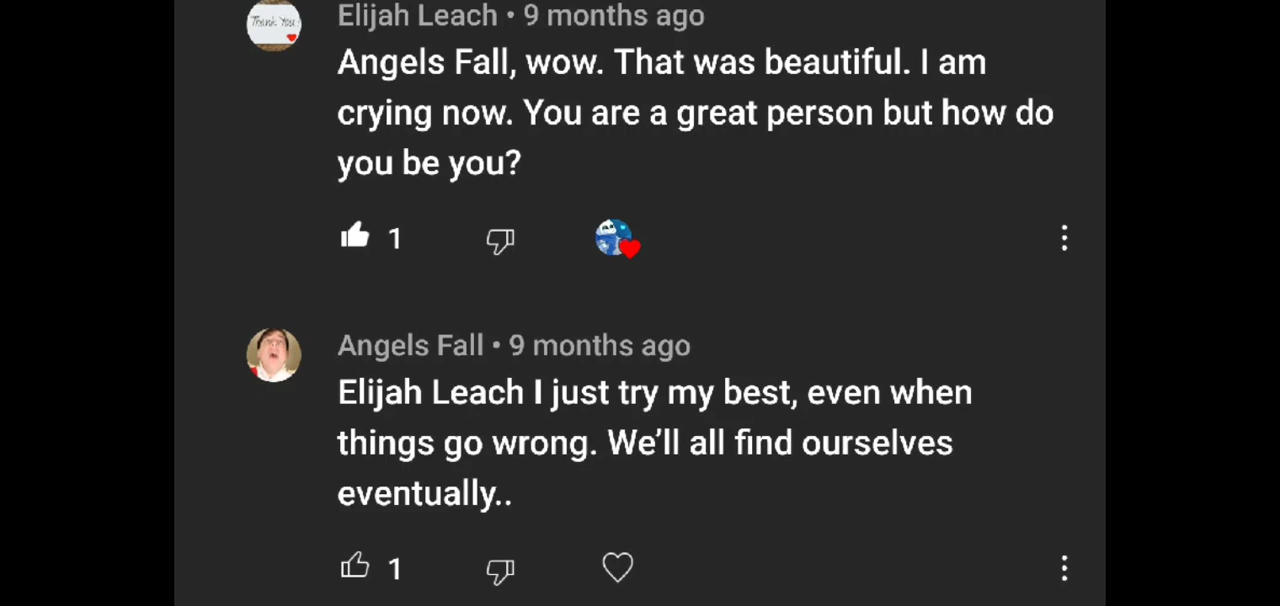 Thank You!
Elijah Leach • 9 months ago
Angels Fall, wow. That was beautiful. I am
crying now. You are a great person but how do
you be you?
1
Angels Fall • 9 months ago
Elijah Leach I just try my best, even when
things go wrong. We'll all find ourselves
eventually..
1